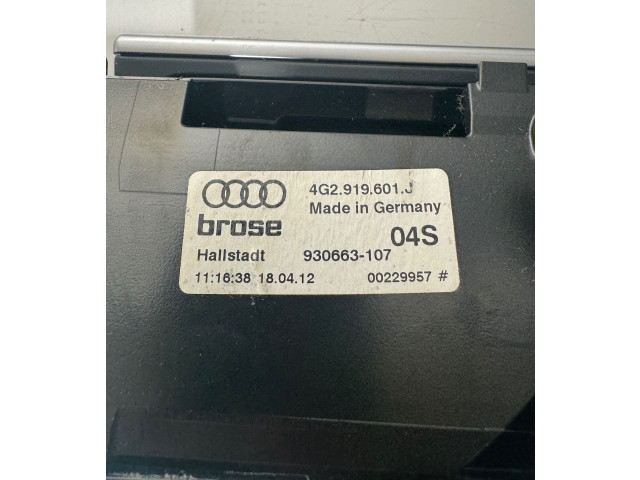 4G2.919.601.J
Made in Germany
brose
04S
Hallstadt 930663-107
11:16:38 18.04.12 00229957 #